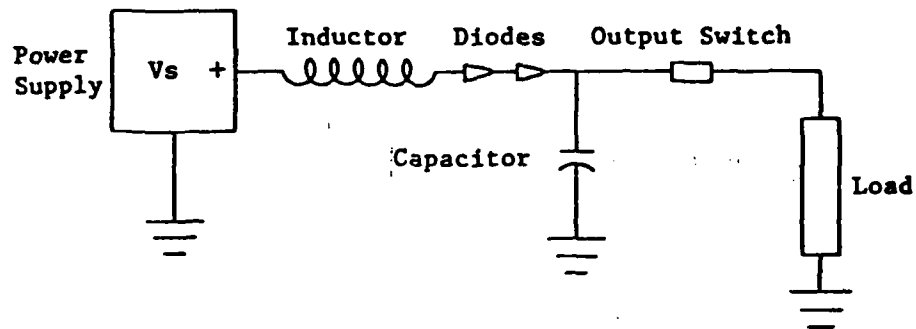 Inductor Diodes Output Switch
Power
Supply
Vs +
Capacitor
Load